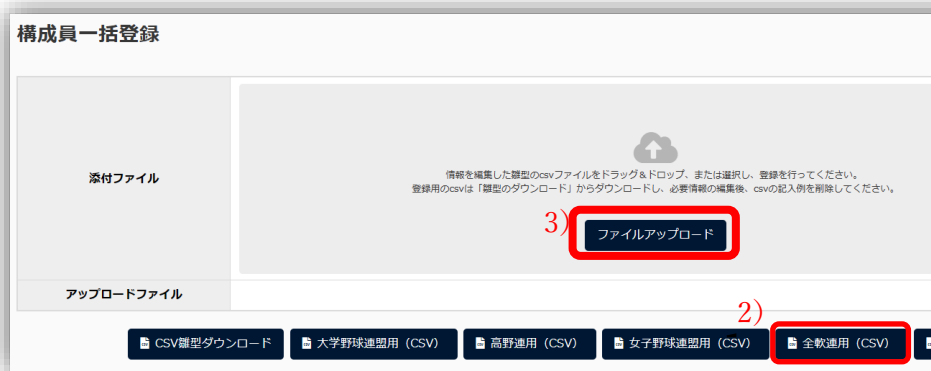 構成員一括登録
添付ファイル
情報を編集した雛型のcsvファイルをドラッグ＆ドロップ、または選択し、登録を行ってください。
登録用のcsvは「雛型のダウンロード」からダウンロードし、必要情報の編集後、csvの記入例を削除してください。
3)
ファイルアップロード
アップロードファイル
2)
CSV雛型ダウンロード 大学野球連盟用（CSV） 高野連用（CSV） 女子野球連盟用（CSV） 全軟連用（CSV）